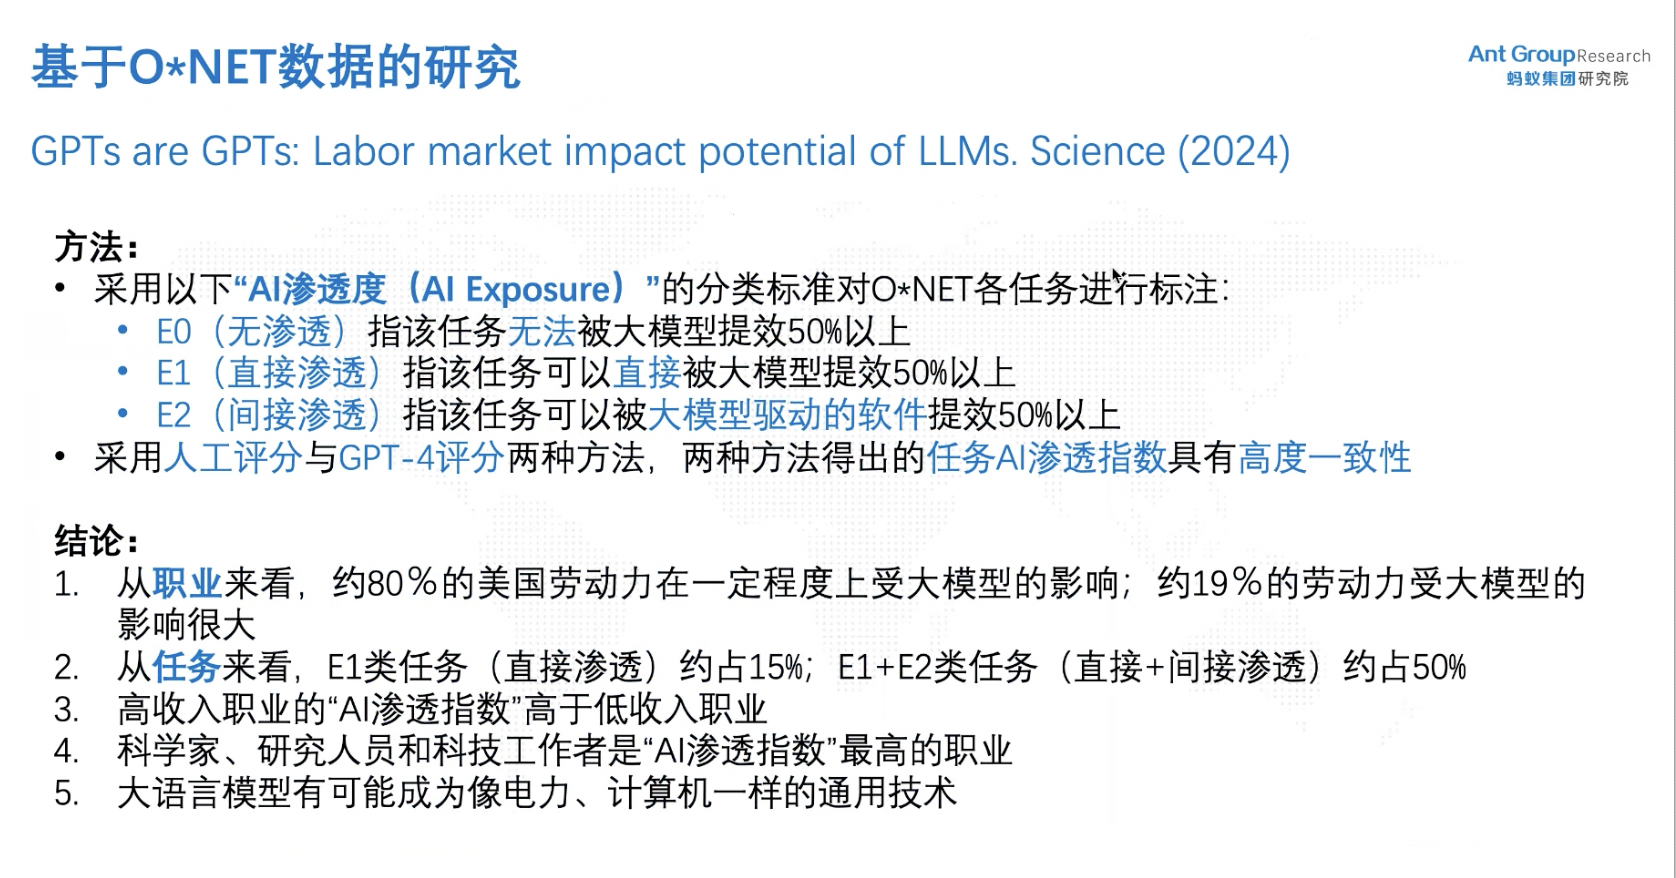 基于O*NET数据的研究
Ant GroupResearch
蚂蚁集团研究院
GPTs are GPTs: Labor market impact potential of LLMs. Science (2024)
方法：
• 采用以下“AI渗透度（AI Exposure）”的分类标准对O*NET各任务进行标注：
• E0（无渗透）指该任务无法被大模型提效50%以上
• E1（直接渗透）指该任务可以直接被大模型提效50%以上
• E2（间接渗透）指该任务可以被大模型驱动的软件提效50%以上
• 采用人工评分与GPT-4评分两种方法，两种方法得出的任务AI渗透指数具有高度一致性
结论：
1. 从职业来看，约80%的美国劳动力在一定程度上受大模型的影响；约19%的劳动力受大模型的
影响很大
2. 从任务来看，E1类任务（直接渗透）约占15%；E1+E2类任务（直接+间接渗透）约占50%
3. 高收入职业的“AI渗透指数”高于低收入职业
4. 科学家、研究人员和科技工作者是“AI渗透指数”最高的职业
5. 大语言模型有可能成为像电力、计算机一样的通用技术